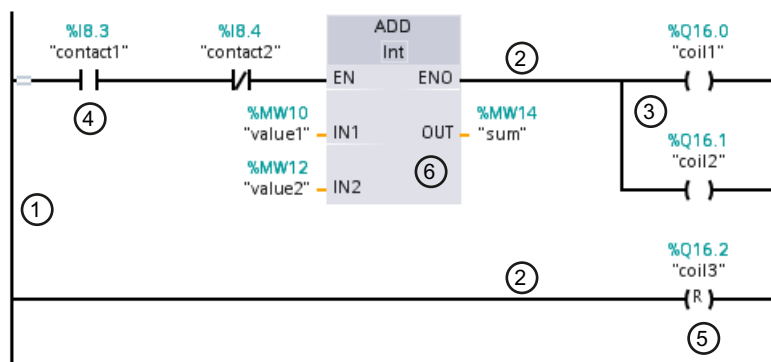 %I8.3
"contact1"
%I8.4
"contact2"
ADD
Int
%Q16.0
"coil1"
2
EN
ENO
4
3
%MW10
"value1"
IN1
OUT
%MW14
"sum"
%Q16.1
"coil2"
6
%MW12
"value2"
IN2
1
%Q16.2
"coil3"
2
R
5